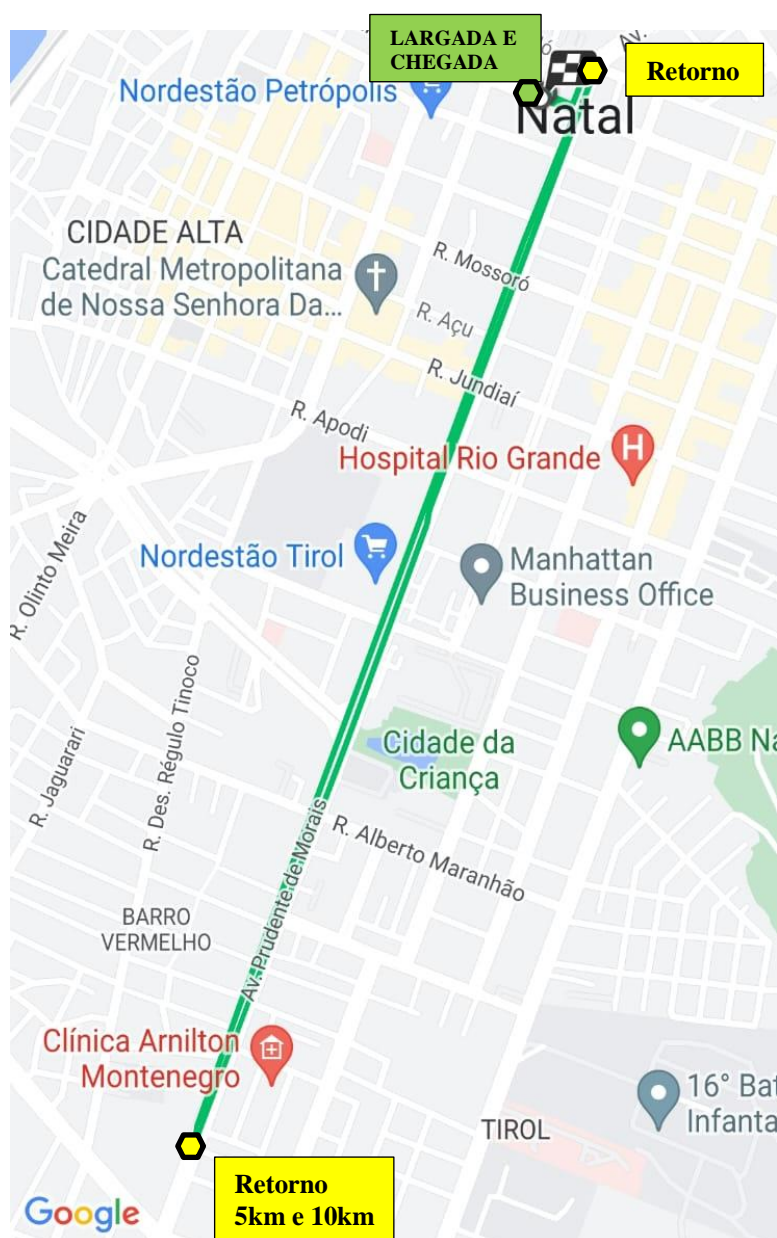 LARGADA E
CHEGADA
Retorno
Av.
Nordestão Petrópolis
Natal
CIDADE ALTA
Catedral Metropolitana
de Nossa Senhora Da...
R. Mossoró
R. Açu
R. Jundiaí
R. Apodi
Hospital Rio Grande
H
R. Olinto Meira
Nordestão Tirol
Manhattan
Business Office
R. Des. Régulo Tinoco
R. Jaguarari
Cidade da
Criança
AABB Na
R. Alberto Maranhão
Av. Prudente de Morais
BARRO
VERMELHO
Clínica Arnilton
Montenegro
16° Bat
Infanta
TIROL
Retorno
5km e 10km
Google